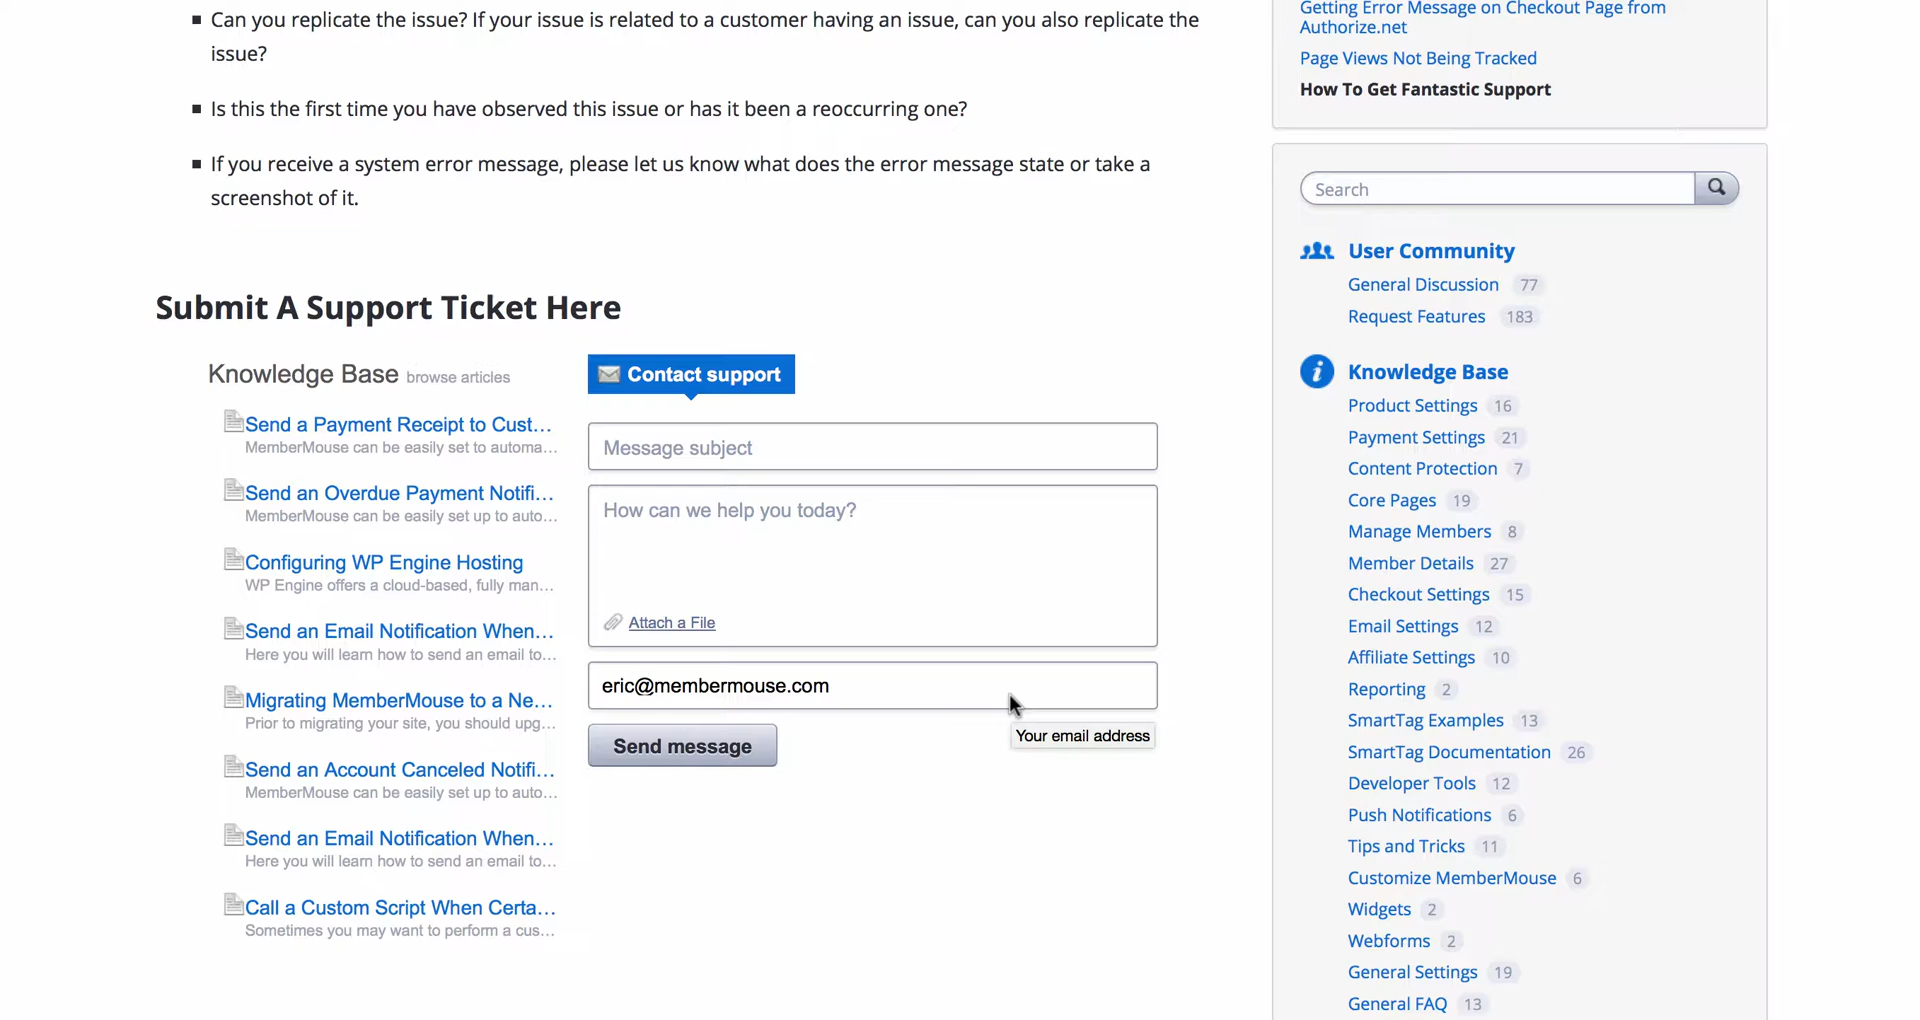 Can you replicate the issue? If your issue is related to a customer having an issue, can you also replicate the
issue?
Is this the first time you have observed this issue or has it been a reoccurring one?
If you receive a system error message, please let us know what does the error message state or take a
screenshot of it.
Submit A Support Ticket Here
Knowledge Base browse articles
Send a Payment Receipt to Cust...
MemberMouse can be easily set to automa...
Send an Overdue Payment Notifi...
MemberMouse can be easily set up to auto...
Configuring WP Engine Hosting
WP Engine offers a cloud-based, fully man...
Send an Email Notification When...
Here you will learn how to send an email to...
Migrating MemberMouse to a Ne...
Prior to migrating your site, you should upg...
Send an Account Canceled Notifi...
MemberMouse can be easily set up to auto...
Send an Email Notification When...
Here you will learn how to send an email to...
Call a Custom Script When Certa...
Sometimes you may want to perform a cus...
Contact support
Message subject
How can we help you today?
Attach a File
eric@membermouse.com
Your email address
Send message
Getting Error Message on Checkout Page from
Authorize.net
Page Views Not Being Tracked
How To Get Fantastic Support
Search
User Community
General Discussion 77
Request Features 183
Knowledge Base
Product Settings 16
Payment Settings 21
Content Protection 7
Core Pages 19
Manage Members 8
Member Details 27
Checkout Settings 15
Email Settings 12
Affiliate Settings 10
Reporting 2
SmartTag Examples 13
SmartTag Documentation 26
Developer Tools 12
Push Notifications 6
Tips and Tricks 11
Customize MemberMouse 6
Widgets 2
Webforms 2
General Settings 19
General FAQ 13